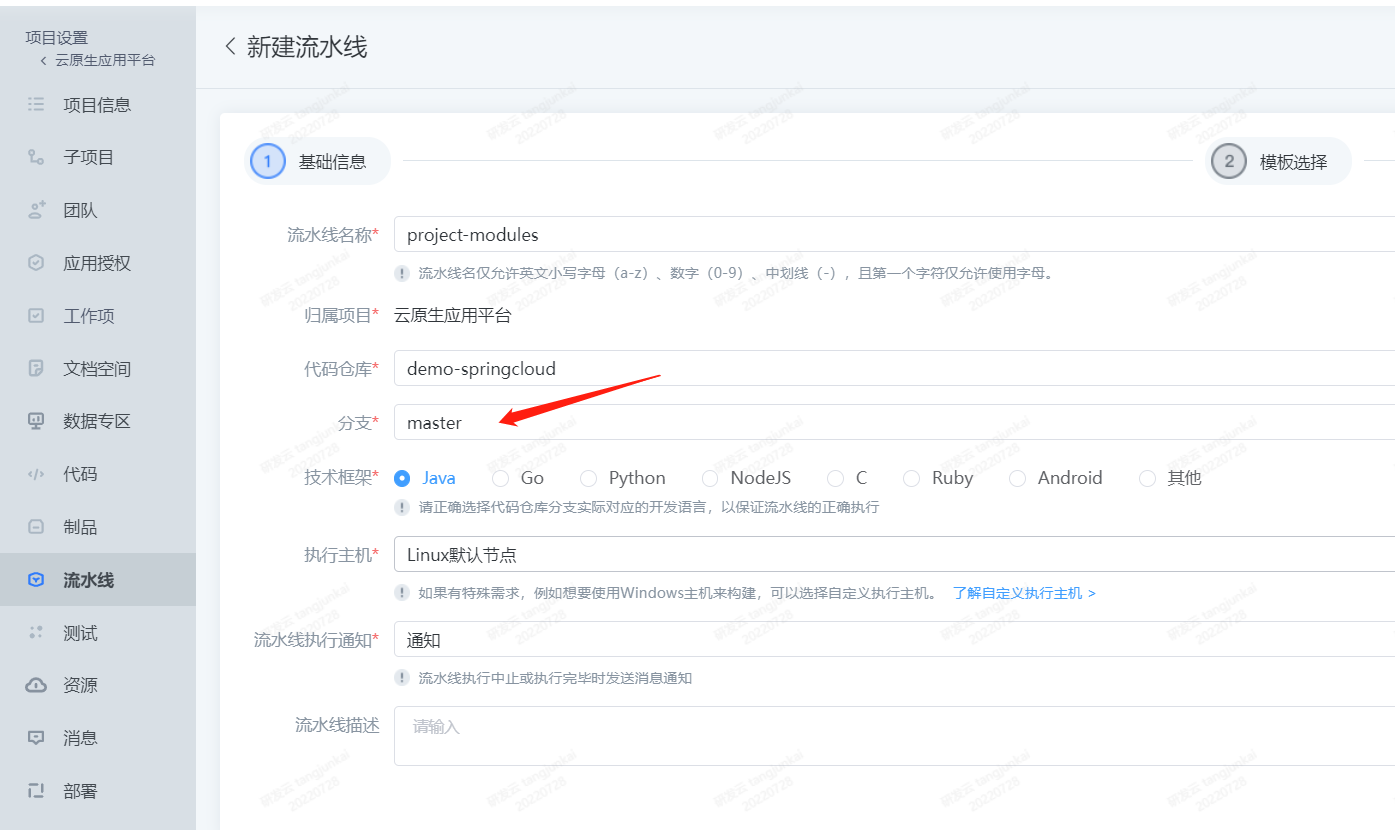 项目设置
云原生应用平台
项目信息
子项目
团队
应用授权
工作项
文档空间
数据专区
代码
制品
流水线
测试
资源
消息
部署
新建流水线
1 基础信息
2 模板选择
流水线名称* project-modules
流水线名仅允许英文小写字母（a-z）、数字（0-9）、中划线（-），且第一个字符仅允许使用字母。
归属项目* 云原生应用平台
代码仓库* demo-springcloud
分支* master
技术框架* Java Go Python NodeJS C Ruby Android 其他
请正确选择代码仓库分支实际对应的开发语言，以保证流水线的正确执行
执行主机* Linux默认节点
如果有特殊需求，例如想要使用Windows主机来构建，可以选择自定义执行主机。 了解自定义执行主机 >
流水线执行通知* 通知
流水线执行中止或执行完毕时发送消息通知
流水线描述 请输入
研发云 tangjunkai
20220728